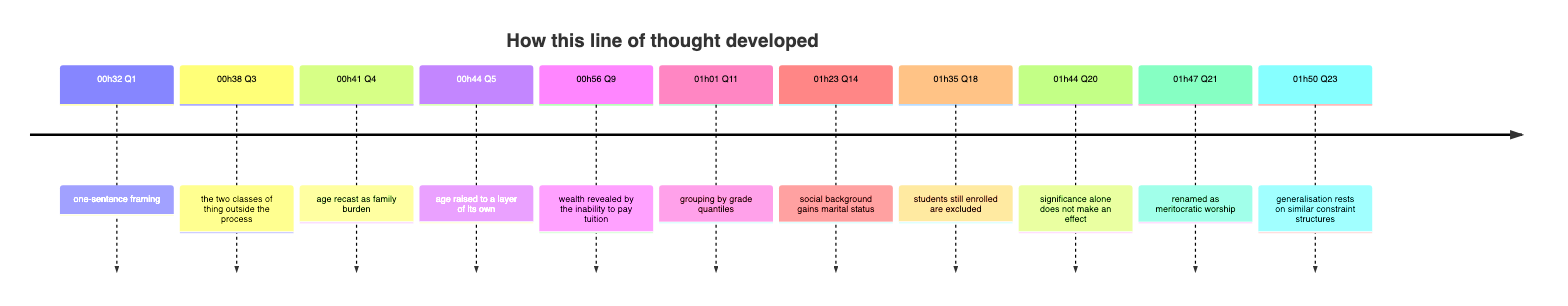 How this line of thought developed
00h32 Q1
00h38 Q3
00h41 Q4
00h44 Q5
00h56 Q9
01h01 Q11
01h23 Q14
01h35 Q18
01h44 Q20
01h47 Q21
01h50 Q23
one-sentence framing
the two classes of
thing outside the
process
age recast as family
burden
age raised to a layer
of its own
wealth revealed by
the inability to pay
tuition
grouping by grade
quantiles
social background
gains marital status
students still enrolled
are excluded
significance alone
does not make an
effect
renamed as
meritocratic worship
generalisation rests
on similar constraint
structures